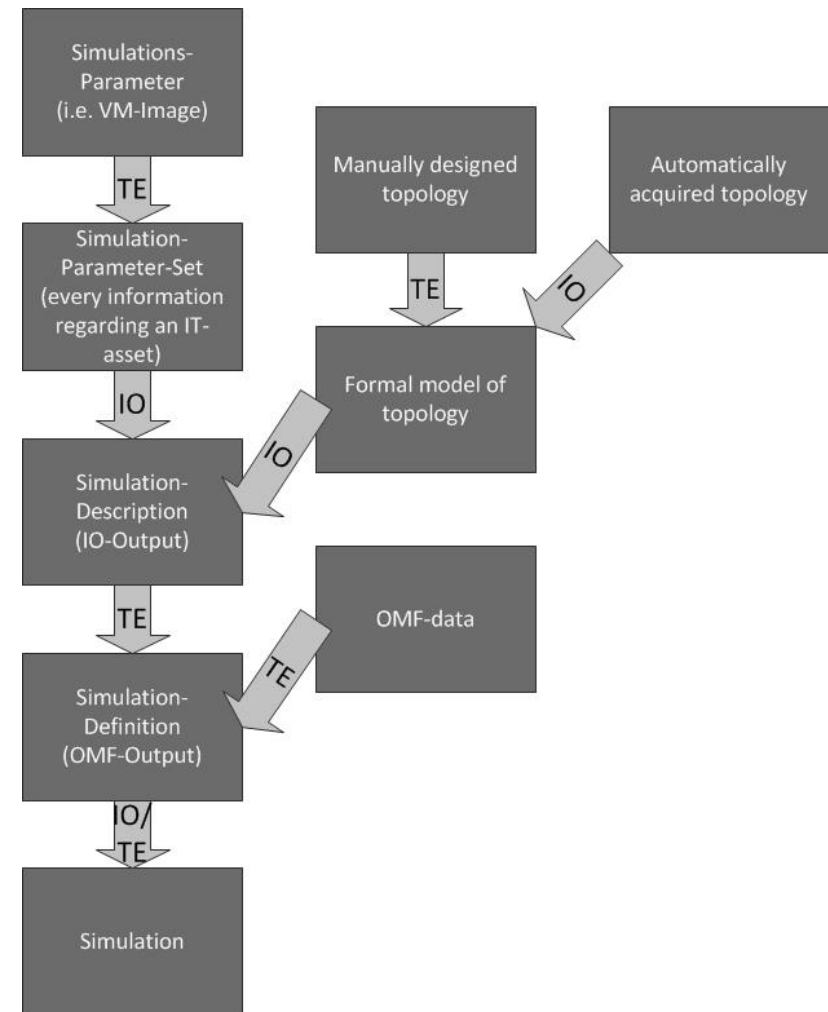 Simulations-
Parameter
(i.e. VM-Image)
TE
Simulation-
Parameter-Set
(every information
regarding an IT-
asset)
IO
Simulation-
Description
(IO-Output)
TE
Simulation-
Definition
(OMF-Output)
IO/
TE
Simulation
Manually designed
topology
TE
Automatically
acquired topology
IO
Formal model of
topology
IO
OMF-data
TE